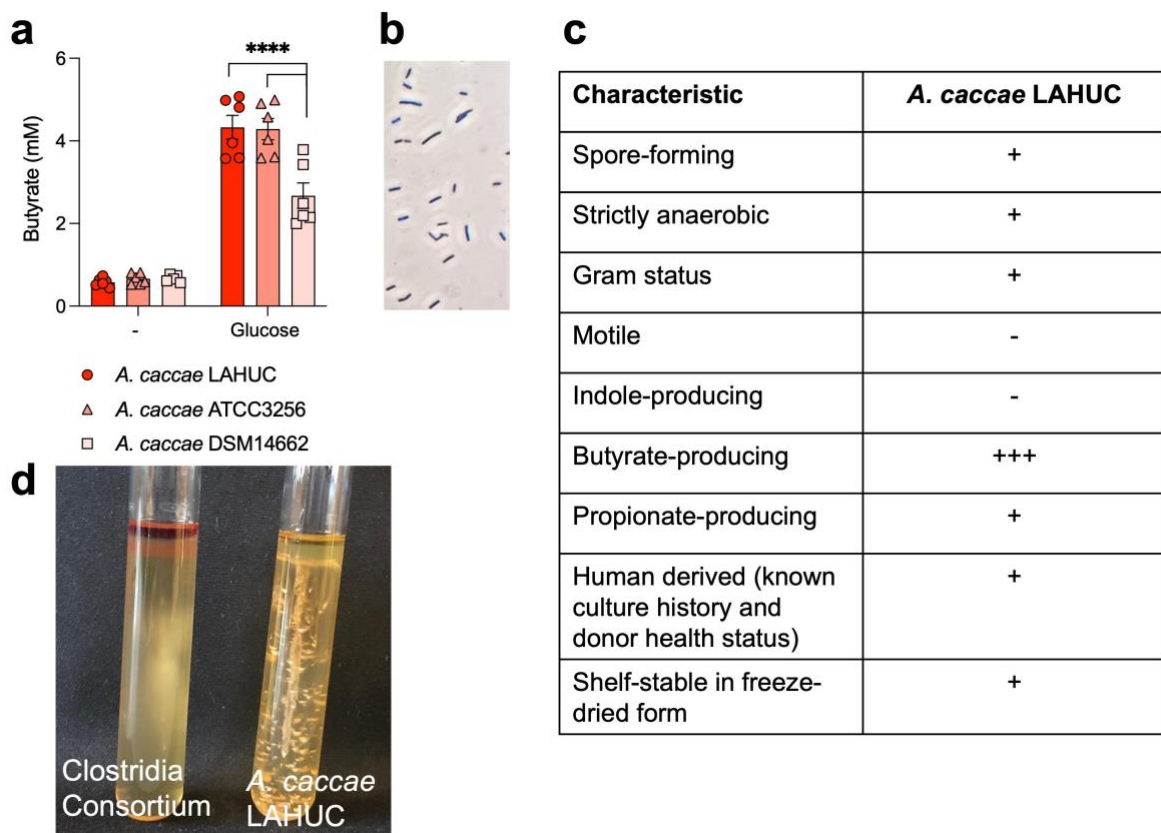 a
****
6
4
2
0
Butyrate (mM)
-
Glucose
A. caccae LAHUC
A. caccae ATCC3256
A. caccae DSM14662
b
c
Characteristic
A. caccae LAHUC
Spore-forming
+
Strictly anaerobic
+
Gram status
+
Motile
-
Indole-producing
-
Butyrate-producing
+++
Propionate-producing
+
Human derived (known
culture history and
donor health status)
+
Shelf-stable in freeze-
dried form
+
d
Clostridia
Consortium
A. caccae
LAHUC